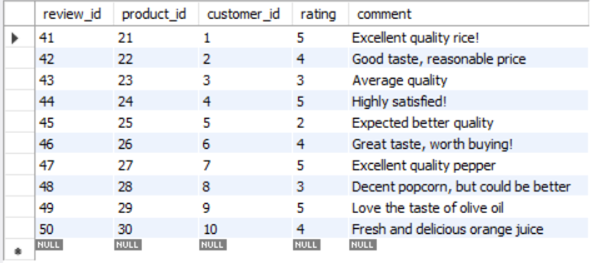 review_id product_id customer_id rating comment
41 21 1 5 Excellent quality rice!
42 22 2 4 Good taste, reasonable price
43 23 3 3 Average quality
44 24 4 5 Highly satisfied!
45 25 5 2 Expected better quality
46 26 6 4 Great taste, worth buying!
47 27 7 5 Excellent quality pepper
48 28 8 3 Decent popcorn, but could be better
49 29 9 5 Love the taste of olive oil
50 30 10 4 Fresh and delicious orange juice
NULL NULL NULL NULL NULL